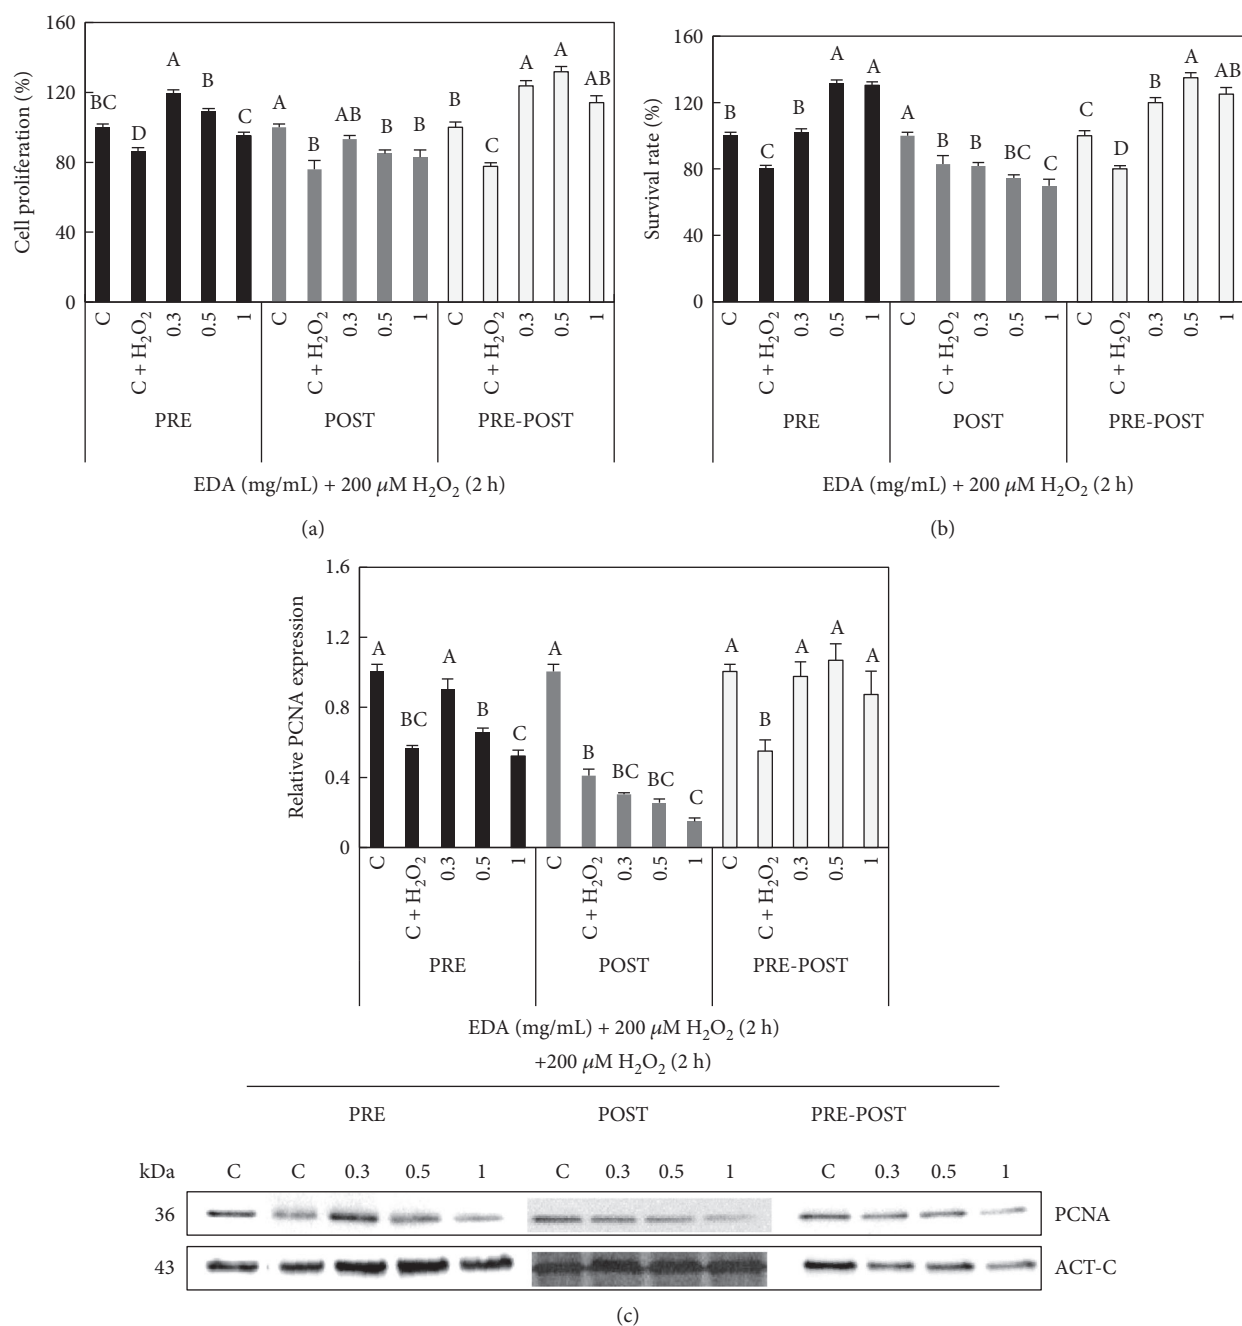 160
120
80
40
0
Cell proliferation (%)
BC
D
A
B
C
A
B
AB
B
B
B
C
A
A
AB
C
C + H₂O₂
0.3
0.5
1
C
C + H₂O₂
0.3
0.5
1
C
C + H₂O₂
0.3
0.5
1
PRE POST PRE-POST
EDA (mg/mL) + 200 μM H₂O₂ (2 h)
(a)
160
120
80
40
0
Survival rate (%)
B
C
B
A
A
A
B
B
BC
C
C
D
B
A
AB
C
C + H₂O₂
0.3
0.5
1
C
C + H₂O₂
0.3
0.5
1
C
C + H₂O₂
0.3
0.5
1
PRE POST PRE-POST
EDA (mg/mL) + 200 μM H₂O₂ (2 h)
(b)
1.6
1.2
0.8
0.4
0
Relative PCNA expression
A
BC
A
B
C
A
B
BC
BC
C
A
B
A
A
A
C
C + H₂O₂
0.3
0.5
1
C
C + H₂O₂
0.3
0.5
1
C
C + H₂O₂
0.3
0.5
1
PRE POST PRE-POST
EDA (mg/mL) + 200 μM H₂O₂ (2 h)
+200 μM H₂O₂ (2 h)
PRE POST PRE-POST
kDa C C 0.3 0.5 1 C 0.3 0.5 1 C 0.3 0.5 1
36 PCNA
43 ACT-C
(c)